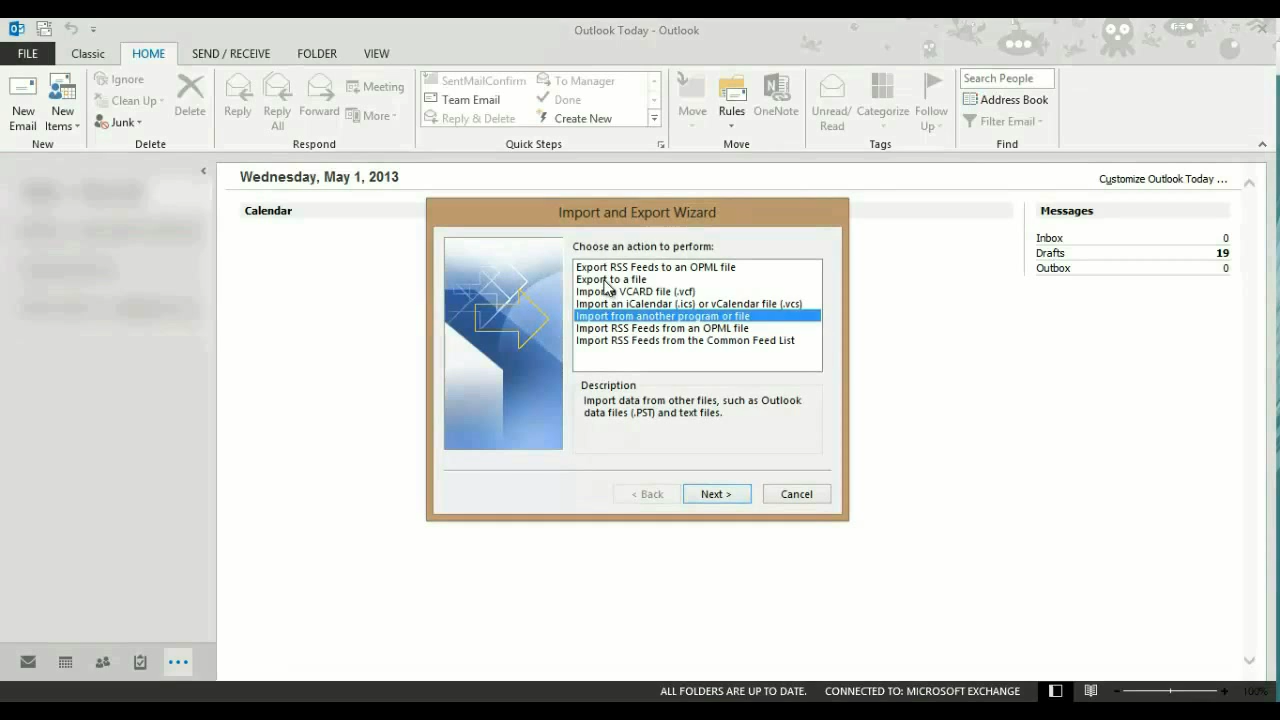 Outlook Today - Outlook
FILE Classic HOME SEND / RECEIVE FOLDER VIEW
New Email
New Items
Ignore
Clean Up
Junk
Delete
Reply
Reply All
Forward
Meeting
More
SentMailConfirm
To Manager
Team Email
Done
Reply & Delete
Create New
Move
Rules
OneNote
Unread/ Read
Categorize
Follow Up
Search People
Address Book
Filter Email
New Delete Respond Quick Steps Move Tags Find
Wednesday, May 1, 2013
Customize Outlook Today ...
Calendar
Messages
Inbox 0
Drafts 19
Outbox 0
Import and Export Wizard
Choose an action to perform:
Export RSS Feeds to an OPML file
Export to a file
Import a VCARD file (.vcf)
Import an iCalendar (.ics) or vCalendar file (.vcs)
Import from another program or file
Import RSS Feeds from an OPML file
Import RSS Feeds from the Common Feed List
Description
Import data from other files, such as Outlook
data files (.PST) and text files.
< Back Next > Cancel
ALL FOLDERS ARE UP TO DATE. CONNECTED TO: MICROSOFT EXCHANGE 100%